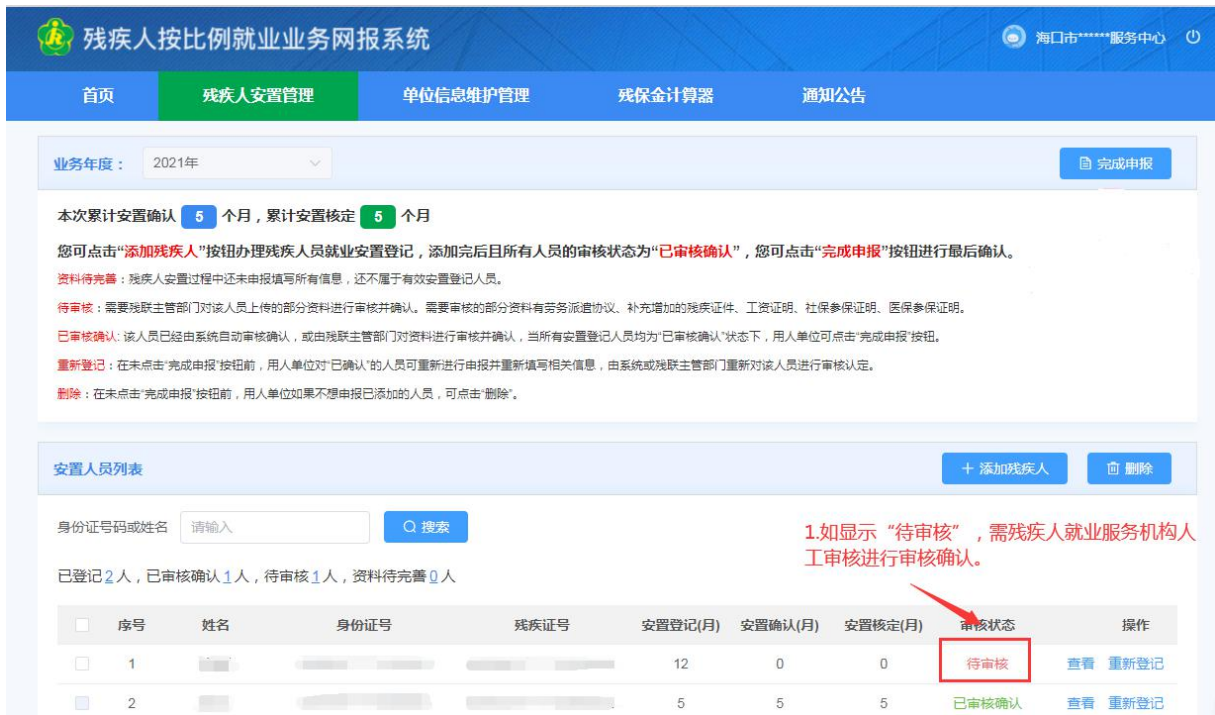 残疾人按比例就业业务网报系统
海口市******服务中心
首页 残疾人安置管理 单位信息维护管理 残保金计算器 通知公告
业务年度： 2021年 完成申报
本次累计安置确认 5 个月，累计安置核定 5 个月
您可点击“添加残疾人”按钮办理残疾人员就业安置登记，添加完后且所有人员的审核状态为“已审核确认”，您可点击“完成申报”按钮进行最后确认。
资料待完善：残疾人安置过程中还未申报填写所有信息，还不属于有效安置登记人员。
待审核：需要残联主管部门对该人员上传的部分资料进行审核并确认。需要审核的部分资料有劳务派遣协议、补充增加的残疾证件、工资证明、社保参保证明、医保参保证明。
已审核确认: 该人员已经由系统自动审核确认，或由残联主管部门对资料进行审核并确认，当所有安置登记人员均为“已审核确认”状态下，用人单位可点击“完成申报”按钮。
重新登记：在未点击“完成申报”按钮前，用人单位对“已确认”的人员可重新进行申报并重新填写相关信息，由系统或残联主管部门重新对该人员进行审核认定。
删除：在未点击“完成申报”按钮前，用人单位如果不想申报已添加的人员，可点击“删除”。
安置人员列表 + 添加残疾人 删除
身份证号码或姓名 请输入 搜索
1.如显示“待审核”，需残疾人就业服务机构人
工审核进行审核确认。
已登记2人，已审核确认1人，待审核1人，资料待完善0人
序号 姓名 身份证号 残疾证号 安置登记(月) 安置确认(月) 安置核定(月) 审核状态 操作
1 12 0 0 待审核 查看 重新登记
2 5 5 5 已审核确认 查看 重新登记